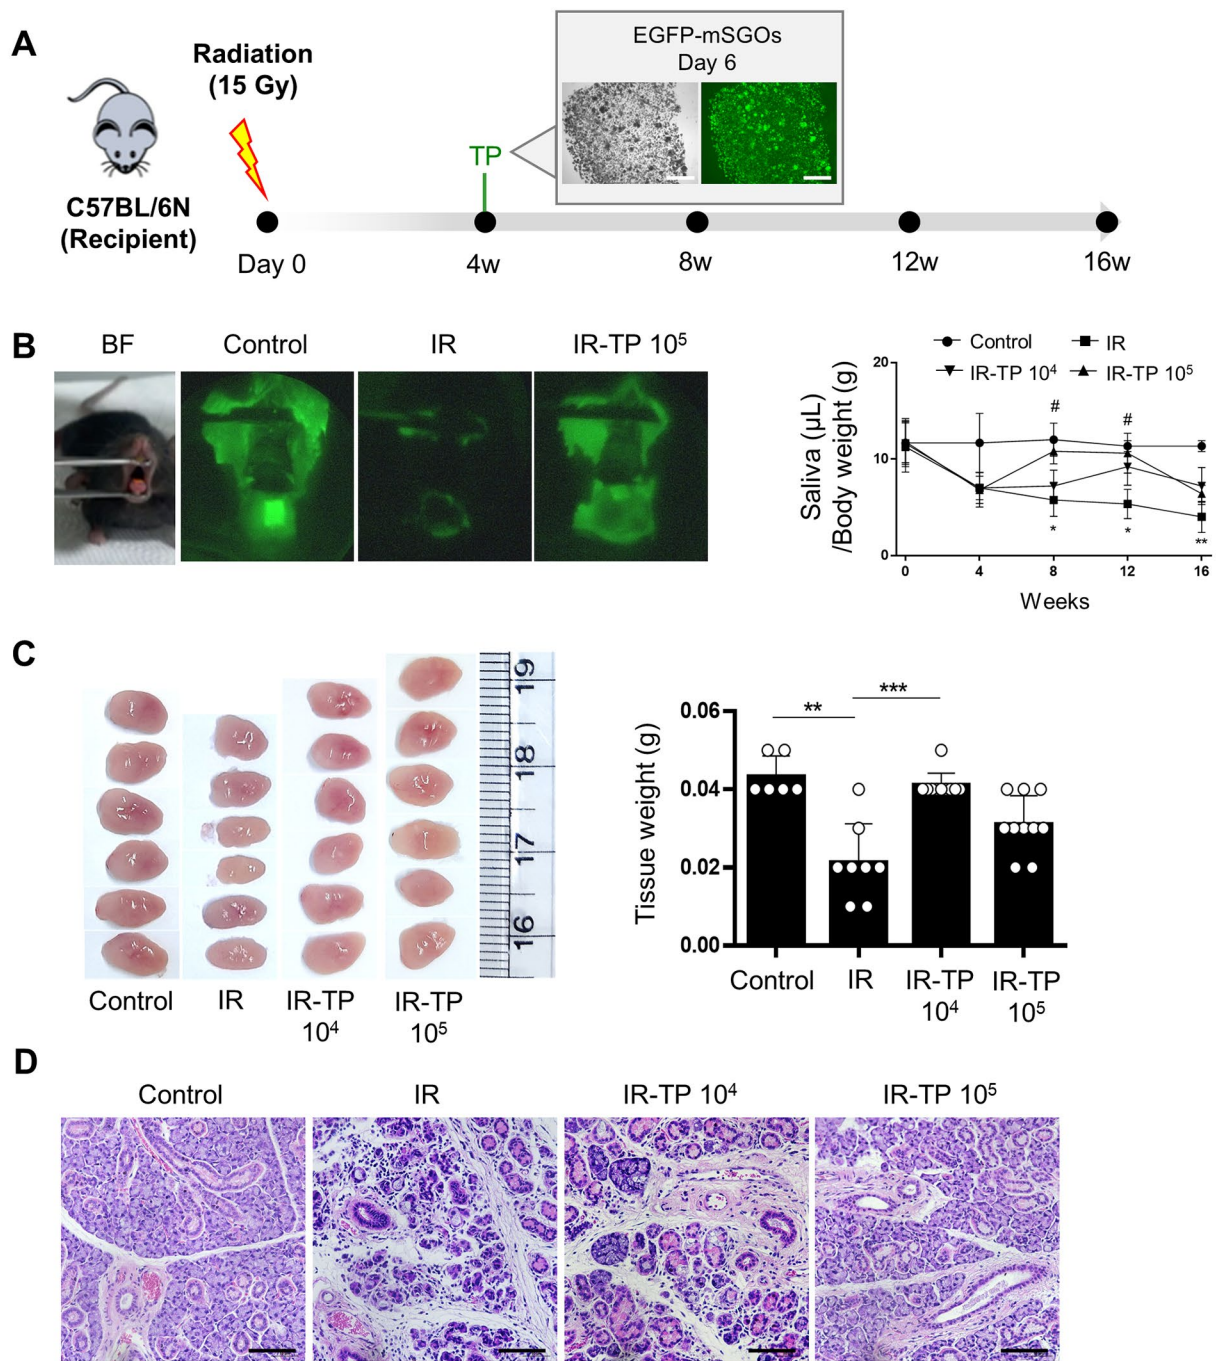 A
Radiation
(15 Gy)
EGFP-mSGOs
Day 6
TP
C57BL/6N
(Recipient)
Day 0
4w
8w
12w
16w
B
BF
Control
IR
IR-TP 10⁵
Control
IR
IR-TP 10⁴
IR-TP 10⁵
Saliva (µL)
/Body weight (g)
20
10
0
#
#
*
*
**
0
4
8
12
16
Weeks
C
19
18
17
16
Control
IR
IR-TP
10⁴
IR-TP
10⁵
Tissue weight (g)
0.06
0.04
0.02
0.00
**
***
Control
IR
IR-TP
10⁴
IR-TP
10⁵
D
Control
IR
IR-TP 10⁴
IR-TP 10⁵